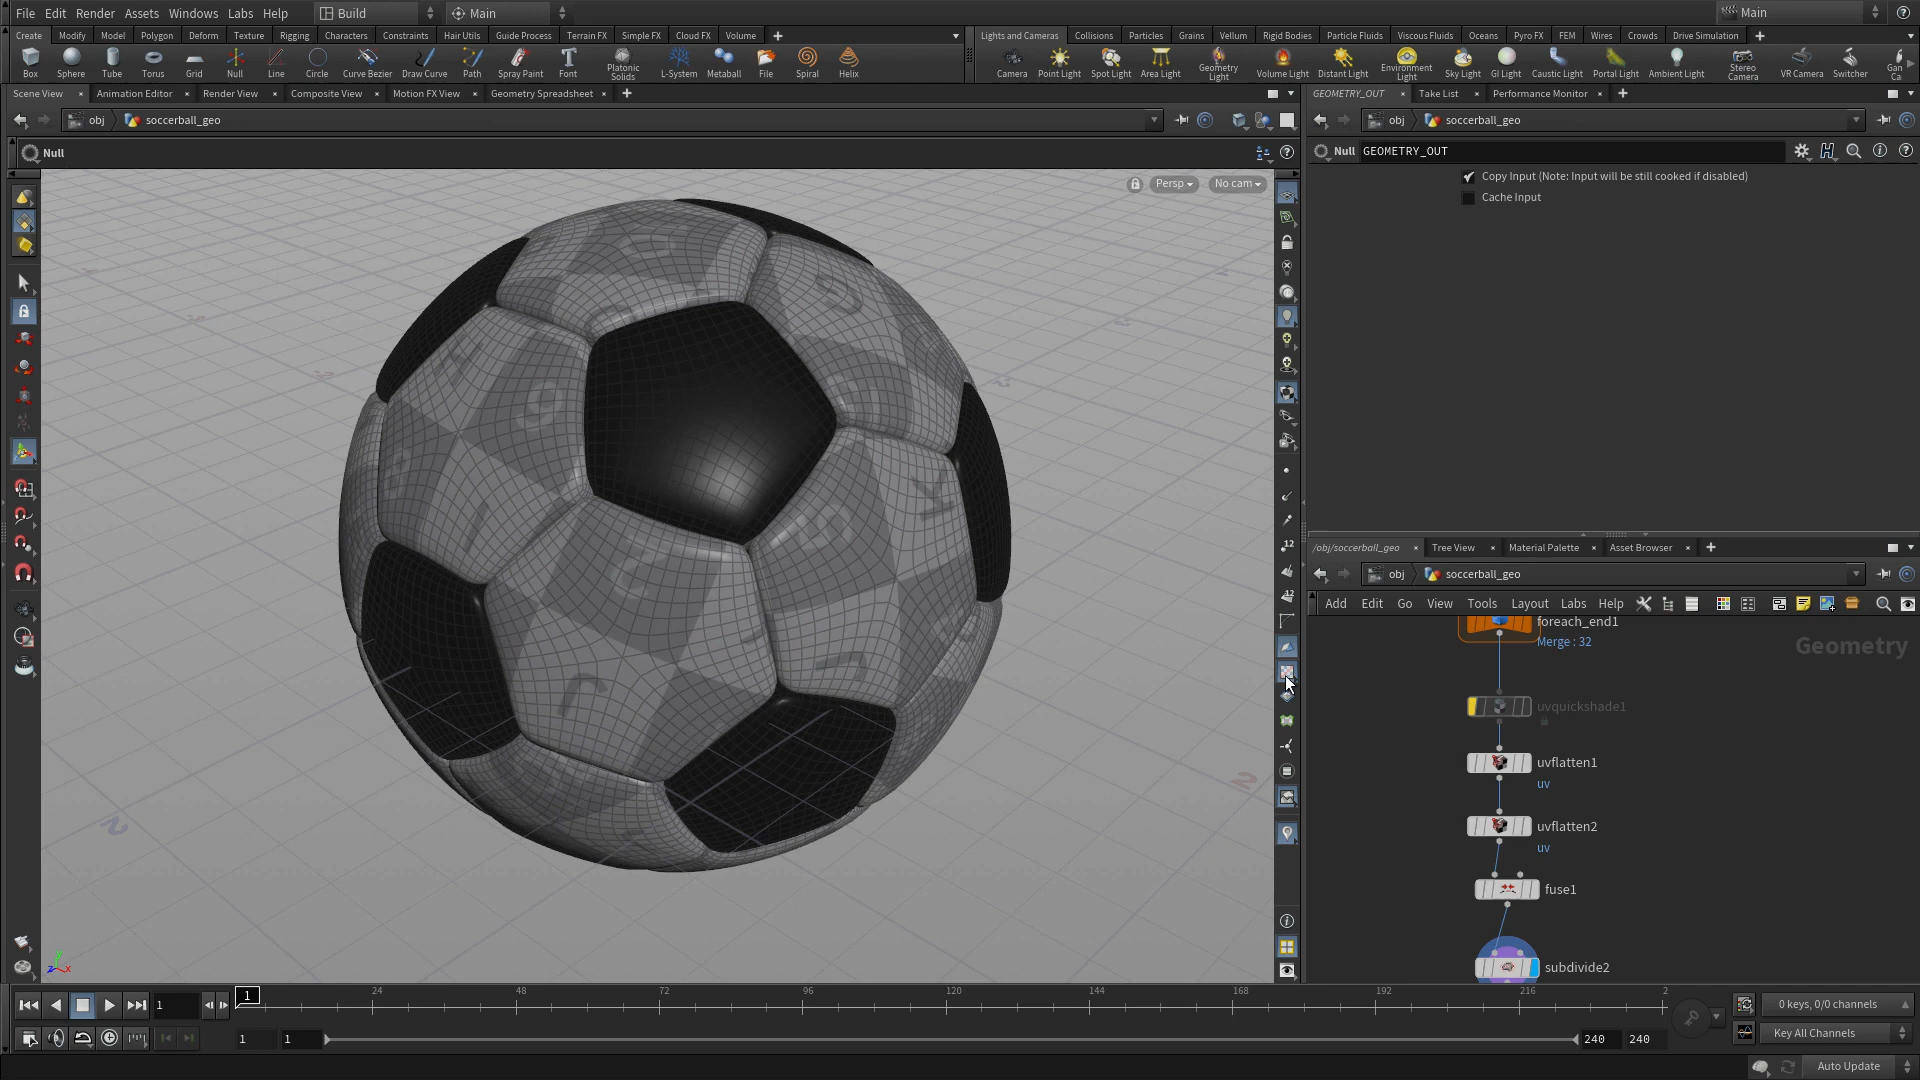 File Edit Render Assets Windows Labs Help Build Main Main
Create Modify Model Polygon Deform Texture Rigging Characters Constraints Hair Utils Guide Process Terrain FX Simple FX Cloud FX Volume
Box Sphere Tube Torus Grid Null Line Circle Curve Bezier Draw Curve Path Spray Paint Font Platonic Solids L-System Metaball File Spiral Helix
Lights and Cameras Collisions Particles Grains Vellum Rigid Bodies Particle Fluids Viscous Fluids Oceans Pyro FX FEM Wires Crowds Drive Simulation
Camera Point Light Spot Light Area Light Geometry Light Volume Light Distant Light Environment Light Sky Light GI Light Caustic Light Portal Light Ambient Light Stereo Camera VR Camera Switcher Gan Ca
Scene View Animation Editor Render View Composite View Motion FX View Geometry Spreadsheet
obj soccerball_geo
Null
Persp No cam
12
12
GEOMETRY_OUT Take List Performance Monitor
obj soccerball_geo
Null GEOMETRY_OUT
Copy Input (Note: Input will be still cooked if disabled)
Cache Input
/obj/soccerball_geo Tree View Material Palette Asset Browser
obj soccerball_geo
Add Edit Go View Tools Layout Labs Help
foreach_end1
Merge : 32
Geometry
uvquickshade1
uvflatten1
uv
uvflatten2
uv
fuse1
subdivide2
z y x
1 1 24 48 72 96 120 144 168 192 216 2
0 keys, 0/0 channels
1 1 240 240
Key All Channels
Auto Update